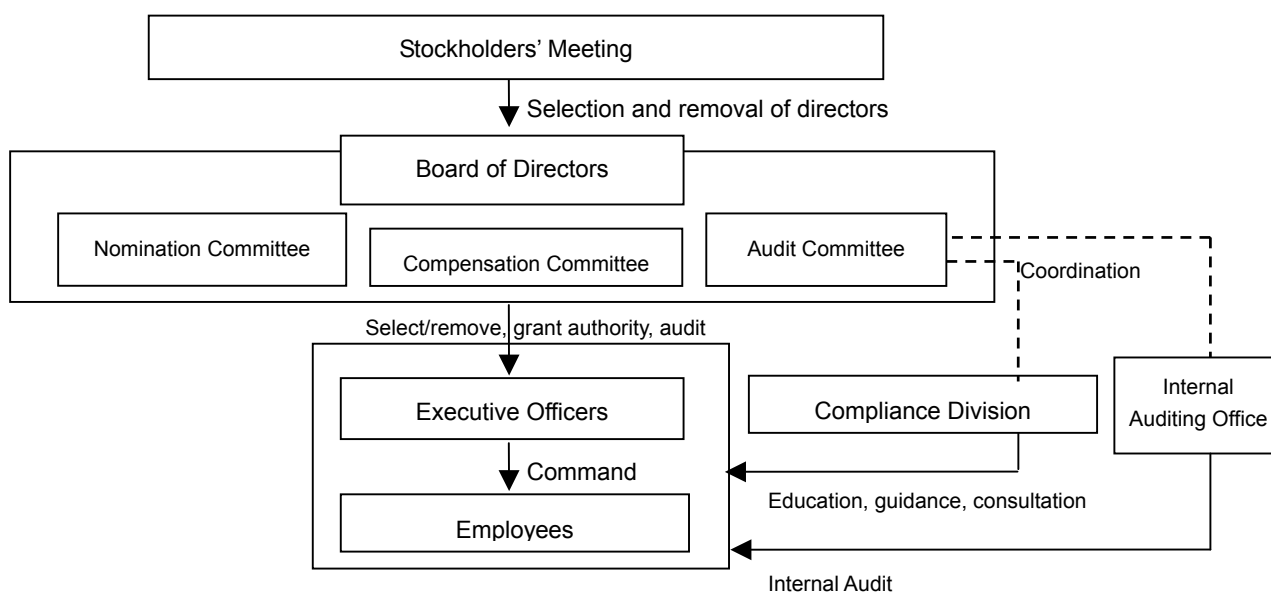 Stockholders’ Meeting
Selection and removal of directors
Board of Directors
Nomination Committee
Compensation Committee
Audit Committee
Coordination
Select/remove, grant authority, audit
Executive Officers
Compliance Division
Internal
Auditing Office
Command
Education, guidance, consultation
Employees
Internal Audit